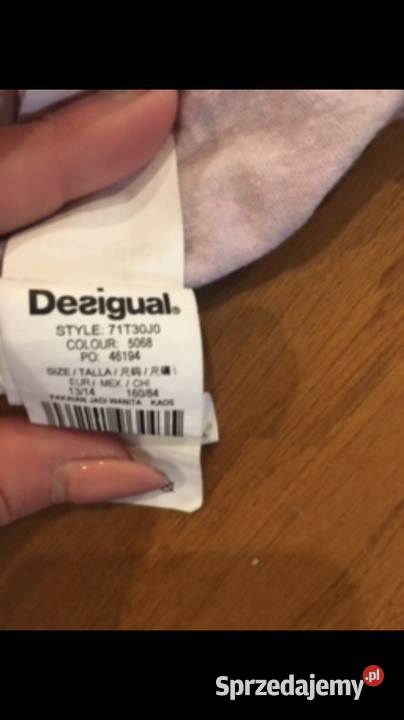 Desigual®
STYLE: 71T30J0
COLOUR: 5068
PO: 46194
SIZE / TALLA / 尺码 / 尺碼 \
EUR / MEX / CHI
13/14 160/84
PAKAIAN JADI WANITA KAOS
Sprzedajemy.pl